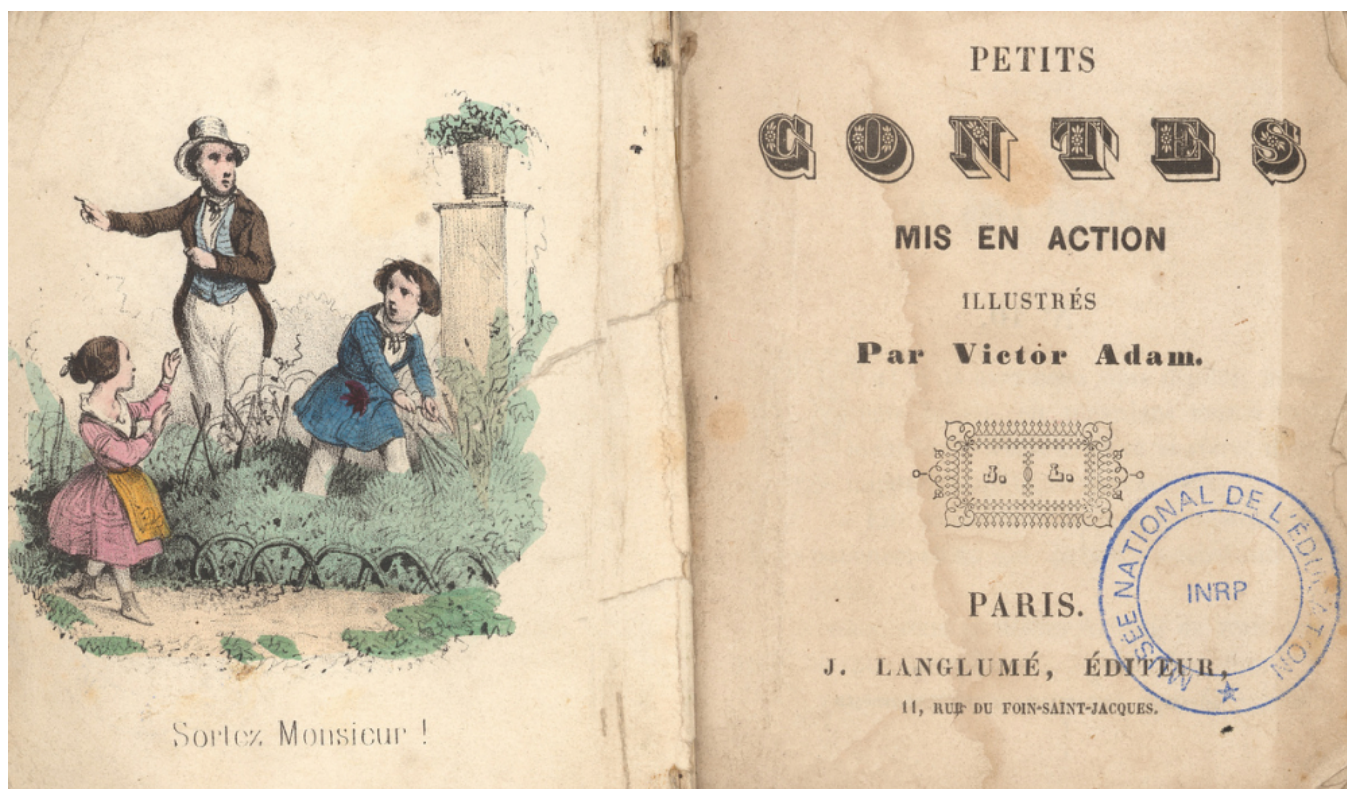 Sortez Monsieur !
PETITS
CONTES
MIS EN ACTION
ILLUSTRÉS
Par Victor Adam.
J. L.
PARIS.
J. LANGLUMÉ, ÉDITEUR,
11, RUE DU FOIN-SAINT-JACQUES.
MUSÉE NATIONAL DE L'ÉDUCATION
INRP